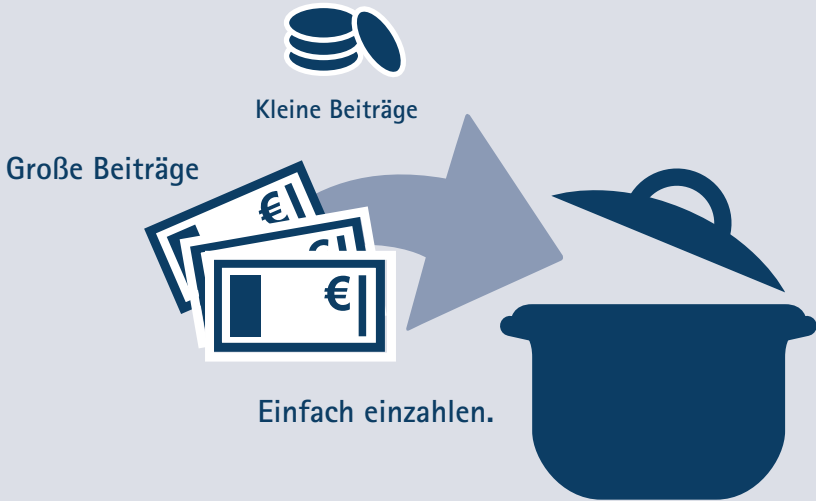 Kleine Beiträge
Große Beiträge
€
€
€
Einfach einzahlen.